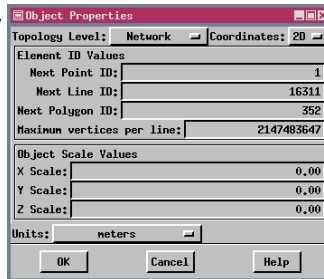 Object Properties
Topology Level: Network Coordinates: 2D
Element ID Values
Next Point ID: 1
Next Line ID: 16311
Next Polygon ID: 352
Maximum vertices per line: 2147483647
Object Scale Values
X Scale: 0.00
Y Scale: 0.00
Z Scale: 0.00
Units: meters
OK Cancel Help